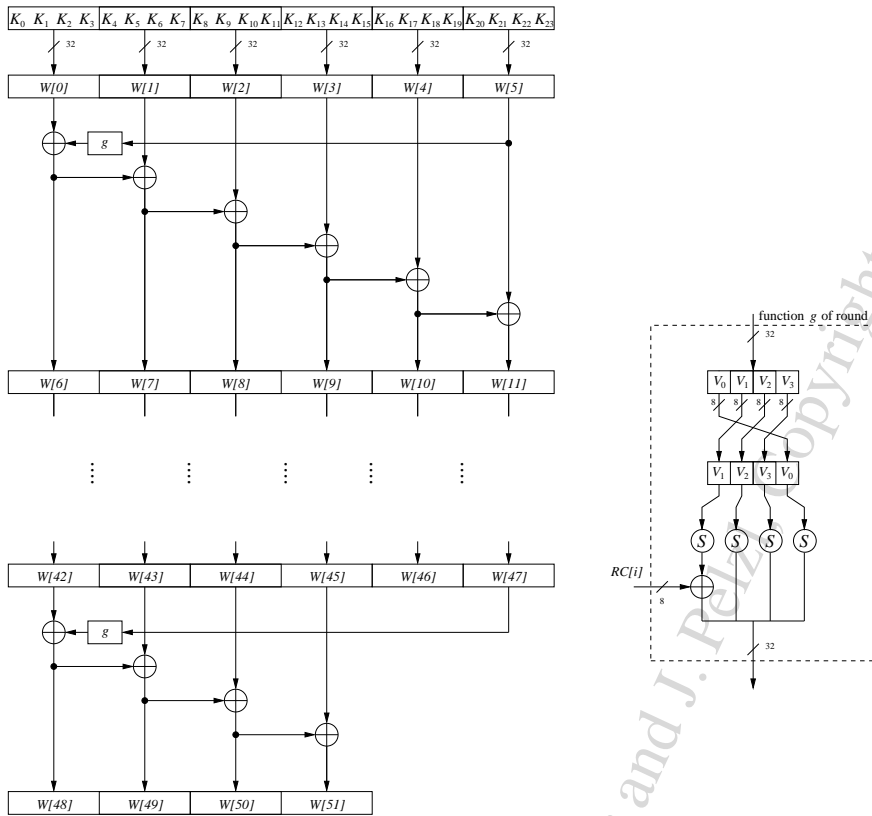 K0 K1 K2 K3 K4 K5 K6 K7 K8 K9 K10 K11 K12 K13 K14 K15 K16 K17 K18 K19 K20 K21 K22 K23
32 32 32 32 32 32
W[0] W[1] W[2] W[3] W[4] W[5]
g
W[6] W[7] W[8] W[9] W[10] W[11]
W[42] W[43] W[44] W[45] W[46] W[47]
g
W[48] W[49] W[50] W[51]
function g of round
32
V0 V1 V2 V3
8 8 8 8
V1 V2 V3 V0
S S S S
RC[i]
8
32
and J. Pelzl, Copyright